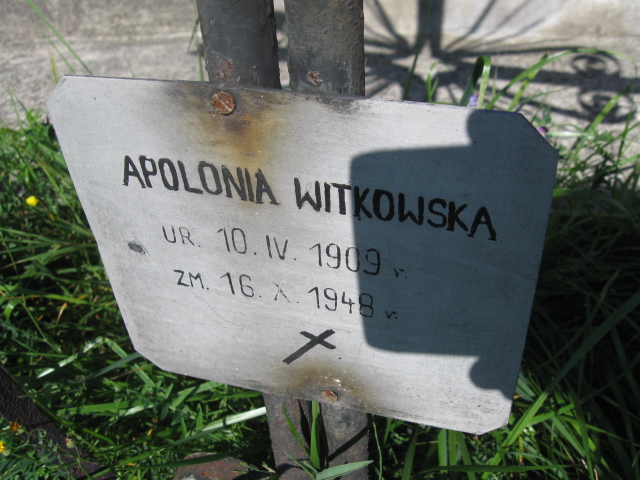 APOLONIA WITKOWSKA
UR. 10. IV. 1909 r.
ZM. 16. X. 1948 r.